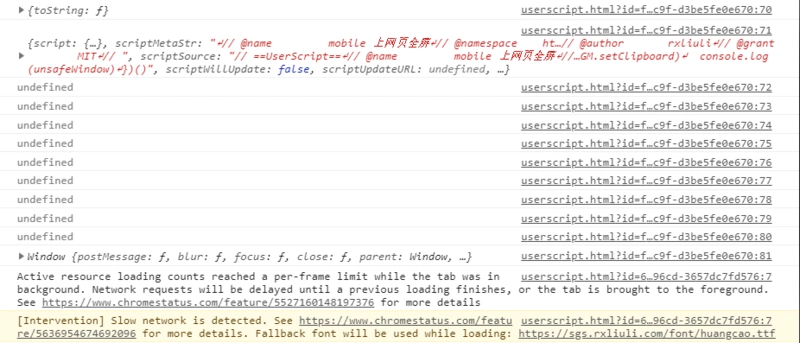 {toString: ƒ} userscript.html?id=f…c9f-d3be5fe0e670:70
userscript.html?id=f…c9f-d3be5fe0e670:71
{script: {…}, scriptMetaStr: "↵// @name mobile 上网页全屏↵// @namespace ht…// @author rxliuli↵// @grant
MIT↵// ", scriptSource: "// ==UserScript==↵// @name mobile 上网页全屏↵//…GM.setClipboard)↵ console.log
(unsafeWindow)↵})()", scriptWillUpdate: false, scriptUpdateURL: undefined, …}
undefined userscript.html?id=f…c9f-d3be5fe0e670:72
undefined userscript.html?id=f…c9f-d3be5fe0e670:73
undefined userscript.html?id=f…c9f-d3be5fe0e670:74
undefined userscript.html?id=f…c9f-d3be5fe0e670:75
undefined userscript.html?id=f…c9f-d3be5fe0e670:76
undefined userscript.html?id=f…c9f-d3be5fe0e670:77
undefined userscript.html?id=f…c9f-d3be5fe0e670:78
undefined userscript.html?id=f…c9f-d3be5fe0e670:79
undefined userscript.html?id=f…c9f-d3be5fe0e670:80
Window {postMessage: ƒ, blur: ƒ, focus: ƒ, close: ƒ, parent: Window, …} userscript.html?id=f…c9f-d3be5fe0e670:81
Active resource loading counts reached a per-frame limit while the tab was in userscript.html?id=6…96cd-3657dc7fd576:7
background. Network requests will be delayed until a previous loading finishes, or the tab is brought to the foreground.
See https://www.chromestatus.com/feature/5527160148197376 for more details
[Intervention] Slow network is detected. See https://www.chromestatus.com/featu userscript.html?id=6…96cd-3657dc7fd576:7
re/5636954674692096 for more details. Fallback font will be used while loading: https://sgs.rxliuli.com/font/huangcao.ttf